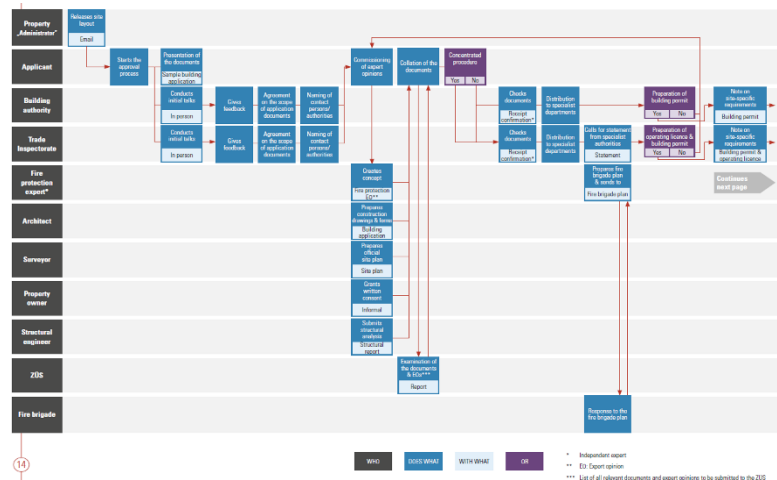 Property
„Administrator"
Releases site
layout
Email
Applicant
Starts the
approval
process
Presentation of
the documents
Sample building
application
Commissioning
of expert
opinions
Collation of the
documents
Concentrated
procedure
Yes No
Building
authority
Conducts
initial talks
In person
Gives
feedback
Agreement
on the scope
of application
documents
Naming of
contact
persons/
authorities
Checks
documents
Receipt
confirmation*
Distribution
to specialist
departments
Preparation of
building permit
Yes No
Note on
site-specific
requirements
Building permit
Trade
Inspectorate
Conducts
initial talks
In person
Gives
feedback
Agreement
on the scope
of application
documents
Naming of
contact
persons/
authorities
Checks
documents
Receipt
confirmation*
Distribution
to specialist
departments
Calls for statement
from specialist
authorities
Statement
Preparation of
operating licence &
building permit
Yes No
Note on
site-specific
requirements
Building permit &
operating licence
Fire
protection
expert*
Creates
concept
Fire protection
EO**
Prepare fire
brigade plan
& sends to
Fire brigade plan
Continues
next page
Architect
Prepares
construction
drawings & forms
Building
application
Surveyor
Prepares
official
site plan
Site plan
Property
owner
Grants
written
consent
Informal
Structural
engineer
Submits
structural
analysis
Structural
report
ZÜS
Examination of
the documents
& EOs***
Report
Fire brigade
Response to the
fire brigade plan
14
WHO
DOES WHAT
WITH WHAT
OR
* Independent expert
** EO: Expert opinion
*** List of all relevant documents and expert opinions to be submitted to the ZÜS